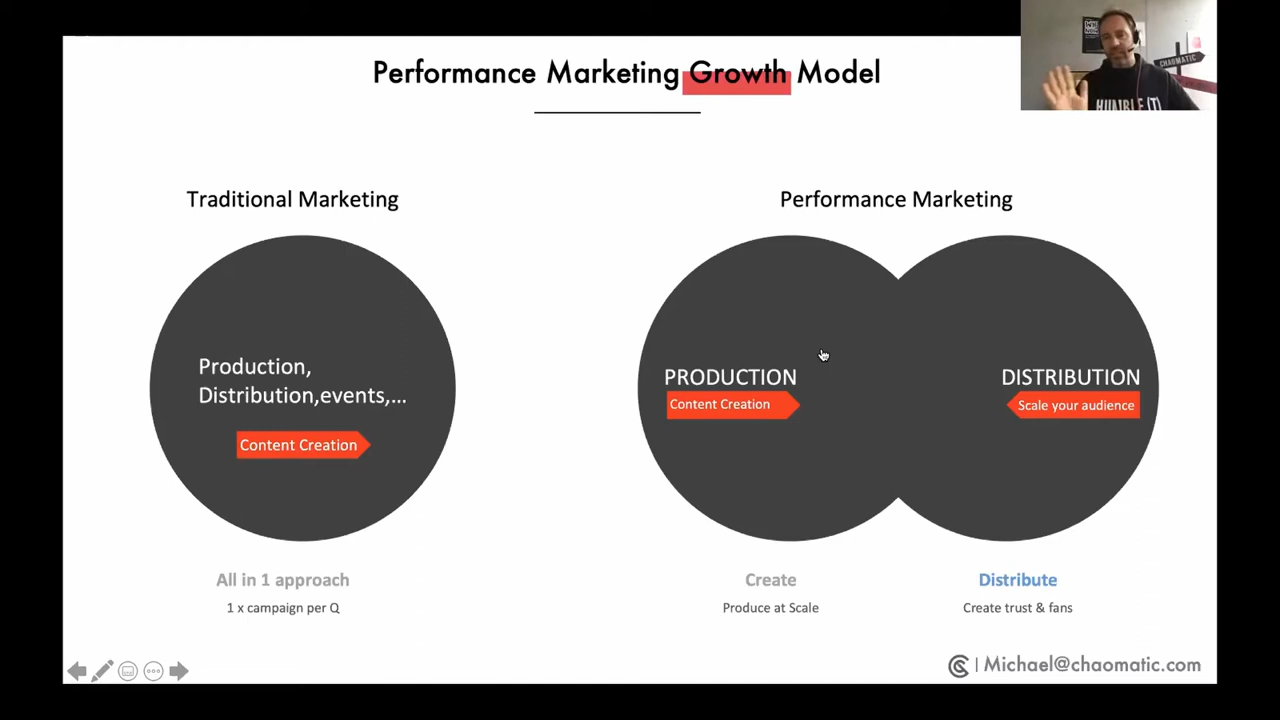 Performance Marketing Growth Model
CHAOMATIC
Traditional Marketing
Performance Marketing
Production,
Distribution,events,...
Content Creation
PRODUCTION
Content Creation
DISTRIBUTION
Scale your audience
All in 1 approach
1 x campaign per Q
Create
Produce at Scale
Distribute
Create trust & fans
| Michael@chaomatic.com